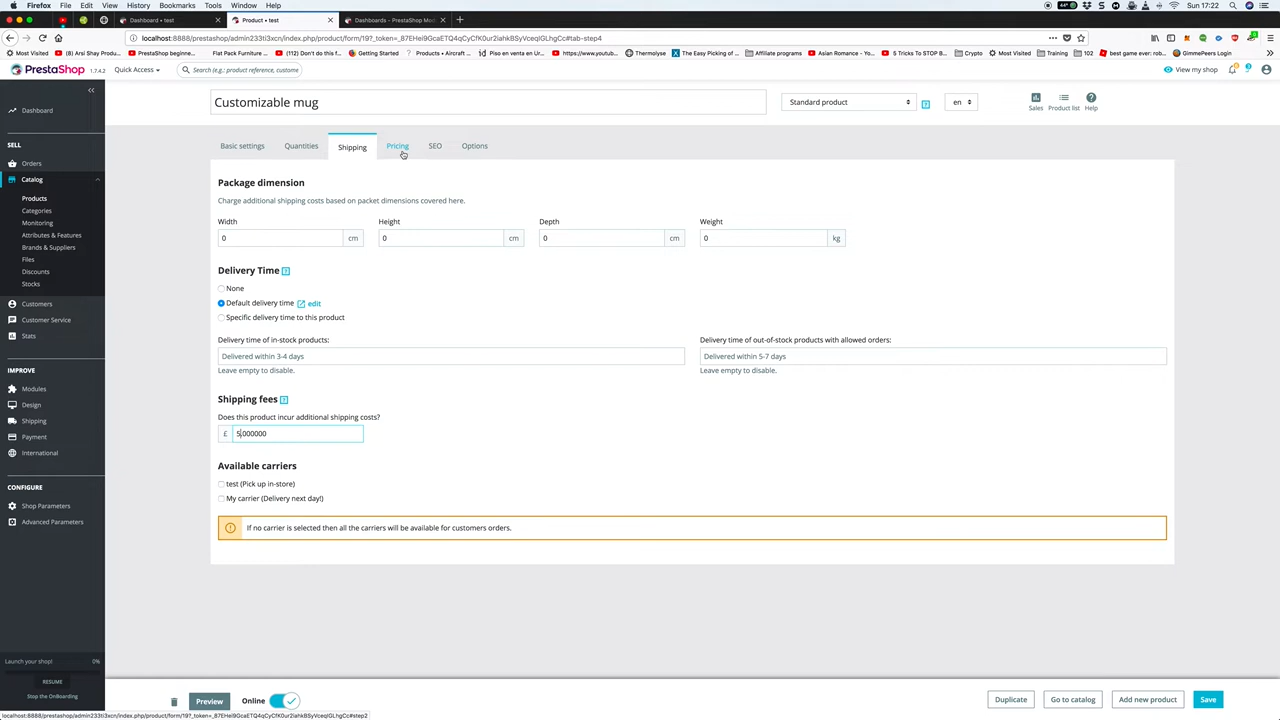 Firefox File Edit View History Bookmarks Tools Window Help 44° Sun 17:22
Dashboard • test Product • test Dashboards - PrestaShop Mod
localhost:8888/prestashop/admin233ti3xcn/index.php/product/form/19?_token=_87EHei9GcaETQ4qCyCfK0ur2iahkBSyVceqlGLhgCc#tab-step4
Most Visited (8) Arsi Shay Produ... PrestaShop beginner... Flat Pack Furniture ... (112) Don't do this f... Getting Started Products • Aircraft ... Piso en venta en Ur... Thermolyse The Easy Picking of ... Affiliate programs Asian Romance - Yo... 5 Tricks To STOP B... Crypto Most Visited Training 102 best game ever: rob... GimmePeers Login
PrestaShop 1.7.4.2 Quick Access Search (e.g.: product reference, custome View my shop
Dashboard
SELL
Orders
Catalog
Products
Categories
Monitoring
Attributes & Features
Brands & Suppliers
Files
Discounts
Stocks
Customers
Customer Service
Stats
IMPROVE
Modules
Design
Shipping
Payment
International
CONFIGURE
Shop Parameters
Advanced Parameters
Launch your shop! 0%
RESUME
Stop the OnBoarding
Customizable mug Standard product ? en Sales Product list Help
Basic settings Quantities Shipping Pricing SEO Options
Package dimension
Charge additional shipping costs based on packet dimensions covered here.
Width Height Depth Weight
0 cm 0 cm 0 cm 0 kg
Delivery Time ?
None
Default delivery time edit
Specific delivery time to this product
Delivery time of in-stock products: Delivery time of out-of-stock products with allowed orders:
Delivered within 3-4 days Delivered within 5-7 days
Leave empty to disable. Leave empty to disable.
Shipping fees ?
Does this product incur additional shipping costs?
£ 5.000000
Available carriers
test (Pick up in-store)
My carrier (Delivery next day!)
If no carrier is selected then all the carriers will be available for customers orders.
Preview Online Duplicate Go to catalog Add new product Save
localhost:8888/prestashop/admin233ti3xcn/index.php/product/form/19?_token=_87EHei9GcaETQ4qCyCfK0ur2iahkBSyVceqlGLhgCc#step2